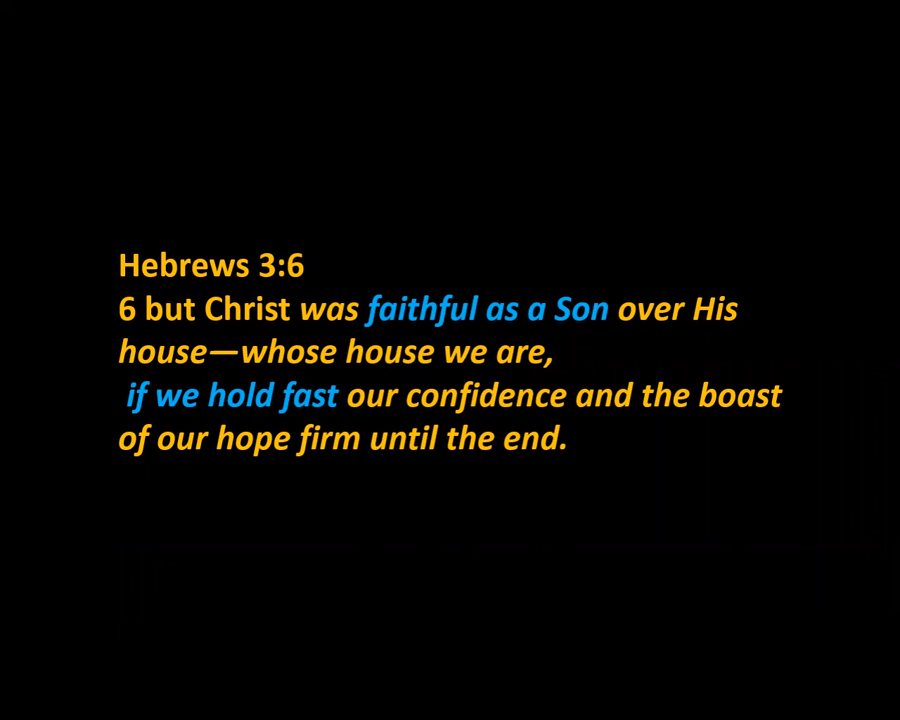 Hebrews 3:6
6 but Christ was faithful as a Son over His
house—whose house we are,
if we hold fast our confidence and the boast
of our hope firm until the end.